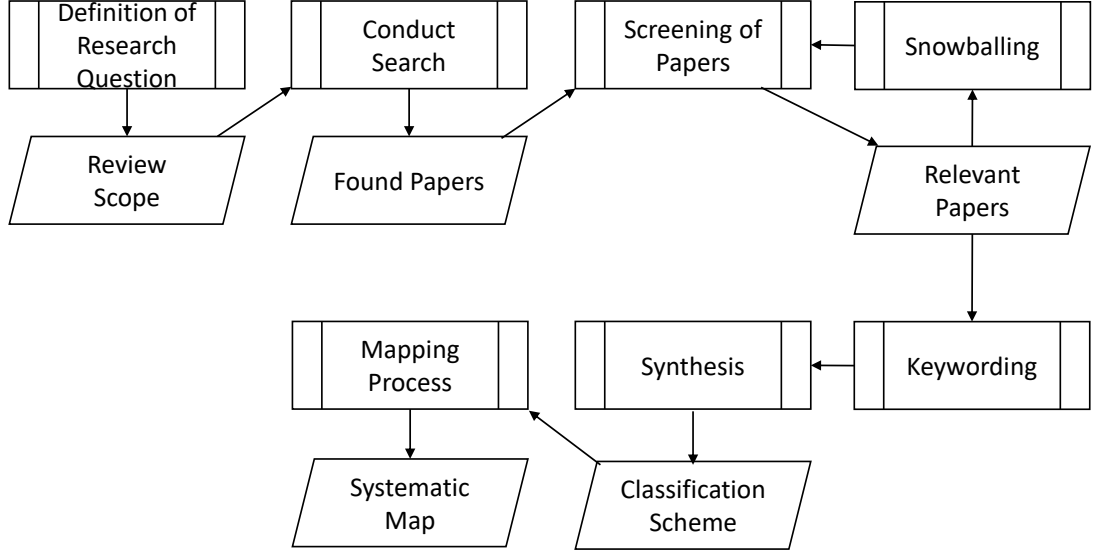 Definition of
Research
Question
Conduct
Search
Screening of
Papers
Snowballing
Review
Scope
Found Papers
Relevant
Papers
Mapping
Process
Synthesis
Keywording
Systematic
Map
Classification
Scheme